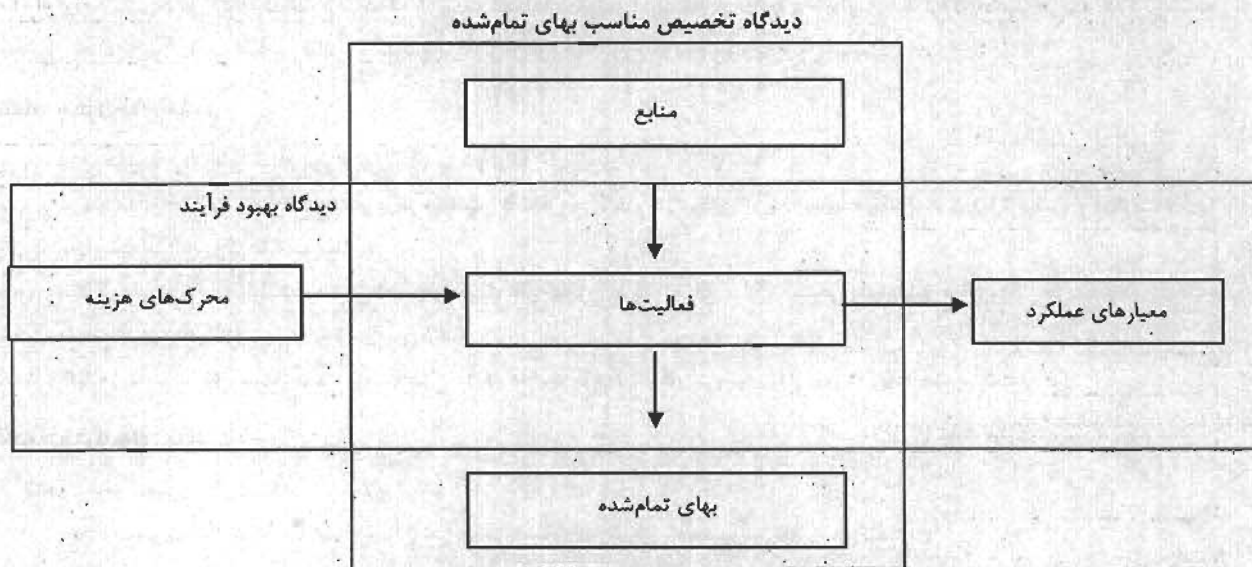 دیدگاه تخصیص مناسب بهای تمام‌شده
منابع
دیدگاه بهبود فرآیند
محرک‌های هزینه
فعالیت‌ها
معیارهای عملکرد
بهای تمام‌شده